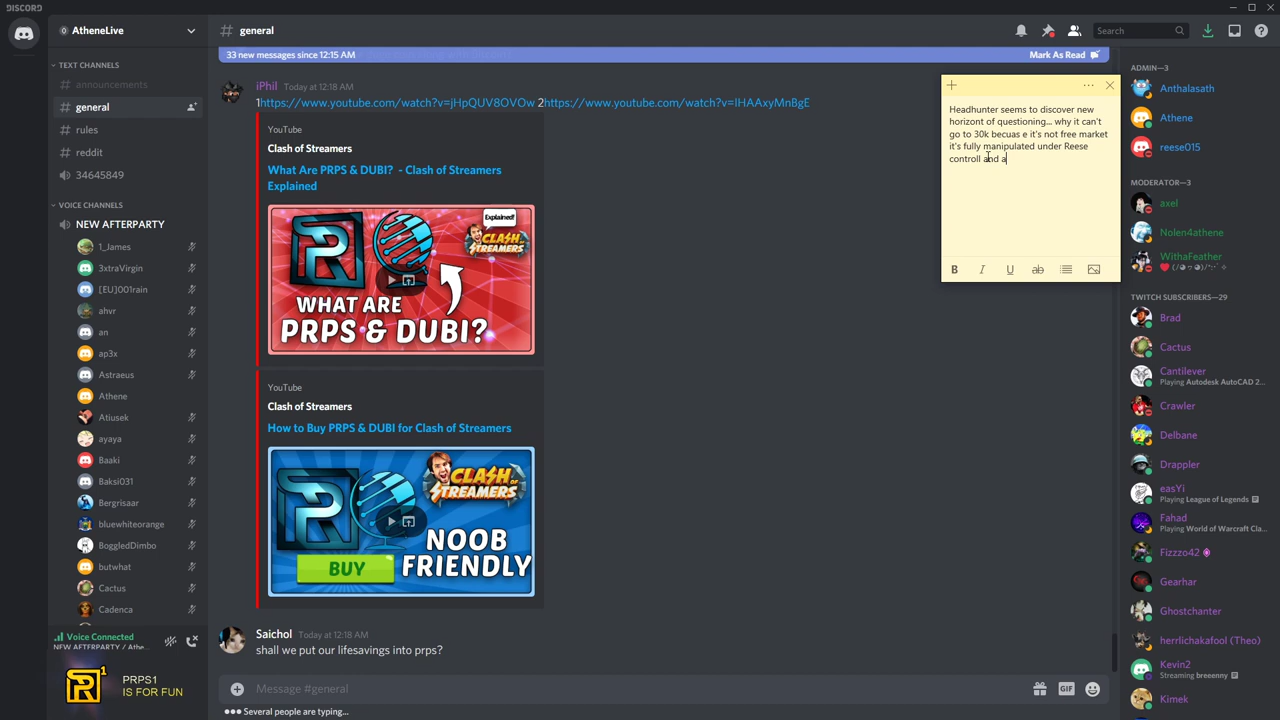 DISCORD
AtheneLive
TEXT CHANNELS
# announcements
# general
# rules
# reddit
34645849
VOICE CHANNELS
NEW AFTERPARTY
1_James
3xtraVirgin
[EU]001rain
ahvr
an
ap3x
Astraeus
Athene
Atiusek
ayaya
Baaki
Baksi031
Bergrisaar
bluewhiteorange
BoggledDimbo
butwhat
Cactus
Cadenca
Voice Connected
NEW AFTERPARTY / Athe...
PRPS1
IS FOR FUN
# general
Search
33 new messages since 12:15 AM
Mark As Read
iPhil Today at 12:18 AM
1https://www.youtube.com/watch?v=jHpQUV8OVOw 2https://www.youtube.com/watch?v=IHAAxyMnBgE
YouTube
Clash of Streamers
What Are PRPS & DUBI? - Clash of Streamers
Explained
Explained!
CLASH OF STREAMERS
WHAT ARE
PRPS & DUBI?
YouTube
Clash of Streamers
How to Buy PRPS & DUBI for Clash of Streamers
CLASH OF STREAMERS
NOOB
FRIENDLY
BUY
Saichol Today at 12:18 AM
shall we put our lifesavings into prps?
Message #general
GIF
Several people are typing...
Headhunter seems to discover new
horizont of questioning... why it can't
go to 30k becuas e it's not free market
it's fully manipulated under Reese
controll and a
B I U ab
ADMIN—3
Anthalasath
Athene
reese015
MODERATOR—3
axel
Nolen4athene
WithaFeather
TWITCH SUBSCRIBERS—29
Brad
Cactus
Cantilever
Playing Autodesk AutoCAD 2...
Crawler
Delbane
Drappler
easYi
Playing League of Legends
Fahad
Playing World of Warcraft Cla...
Fizzzo42
Gearhar
Ghostchanter
herrlichakafool (Theo)
Kevin2
Streaming breeenny
Kimek